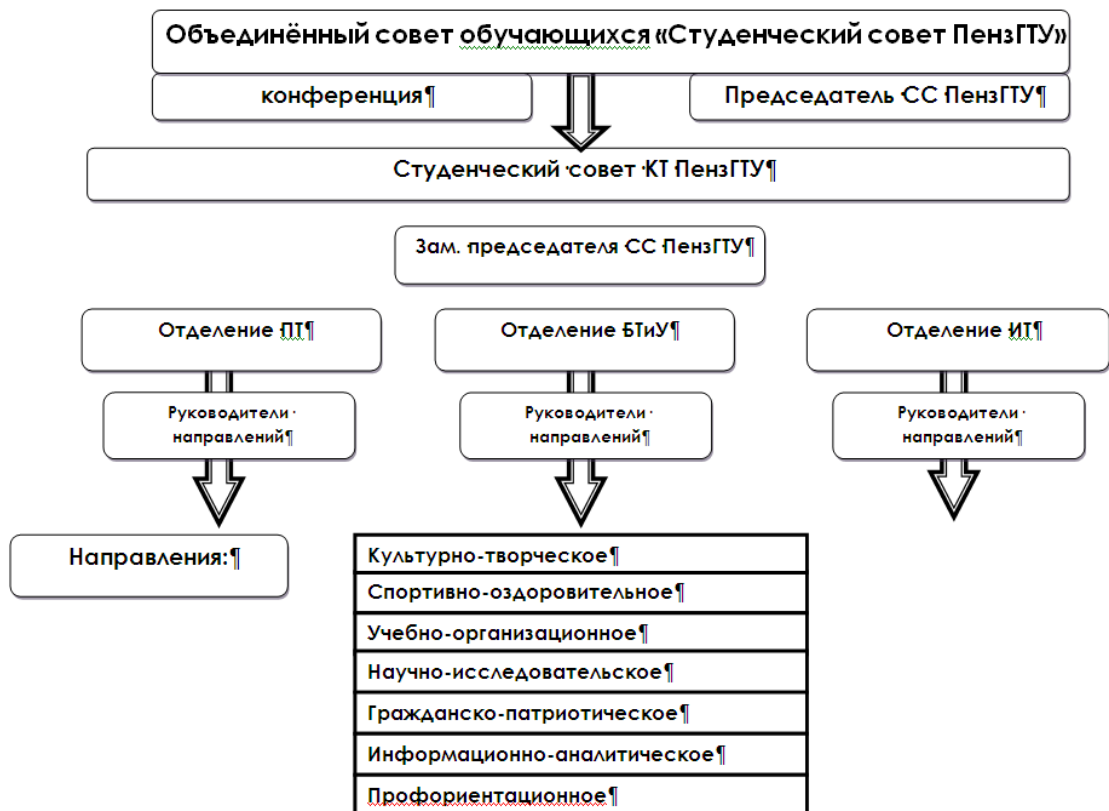 Объединённый совет обучающихся «Студенческий совет ПензГТУ»
конференция¶
Председатель СС ПензГТУ¶
Студенческий совет КТ ПензГТУ¶
Зам. председателя СС ПензГТУ¶
Отделение ПТ¶
Отделение БТиУ¶
Отделение ИТ¶
Руководители
направлений¶
Руководители
направлений¶
Руководители
направлений¶
Направления:¶
Культурно-творческое¶
Спортивно-оздоровительное¶
Учебно-организационное¶
Научно-исследовательское¶
Гражданско-патриотическое¶
Информационно-аналитическое¶
Профориентационное¶